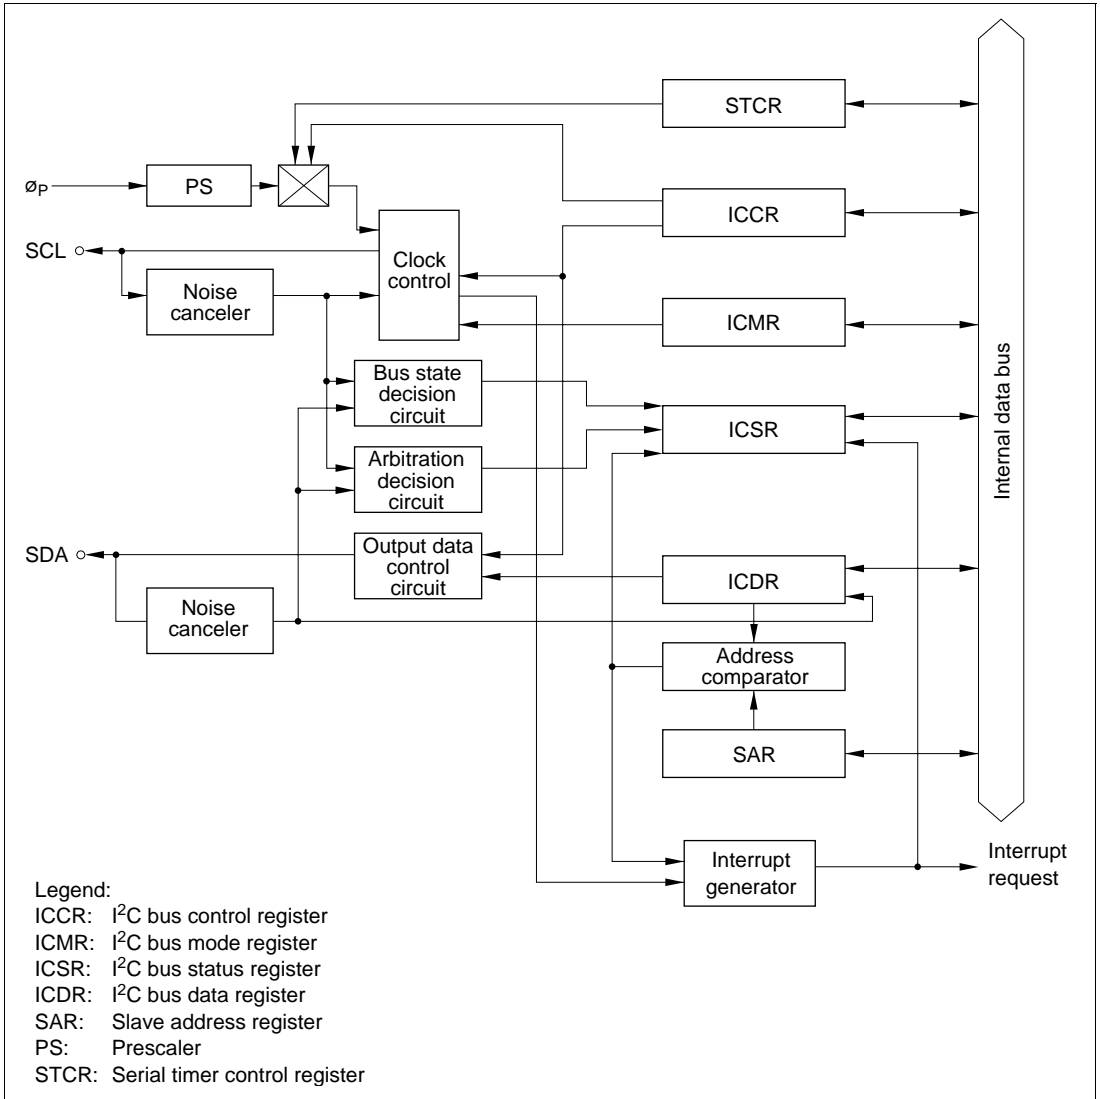 STCR
øP
PS
ICCR
SCL
Clock
control
Noise
canceler
ICMR
Bus state
decision
circuit
ICSR
Internal data bus
Arbitration
decision
circuit
SDA
Output data
control
circuit
ICDR
Noise
canceler
Address
comparator
SAR
Interrupt
generator
Interrupt
request
Legend:
ICCR: I²C bus control register
ICMR: I²C bus mode register
ICSR: I²C bus status register
ICDR: I²C bus data register
SAR: Slave address register
PS: Prescaler
STCR: Serial timer control register